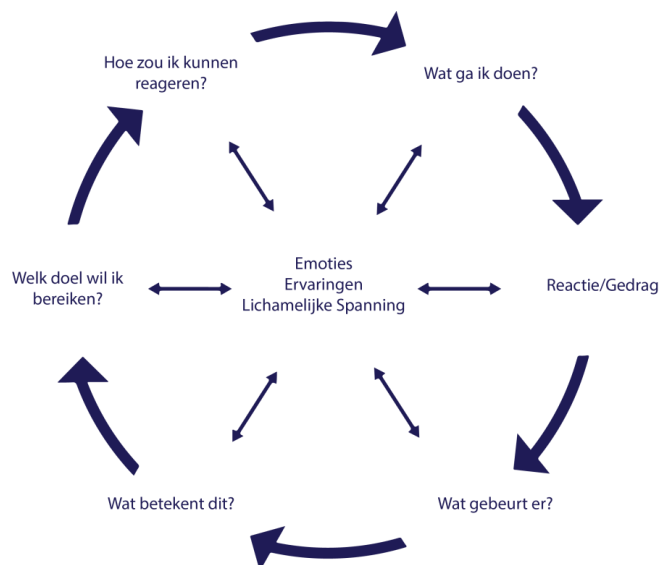 Hoe zou ik kunnen
reageren?
Wat ga ik doen?
Welk doel wil ik
bereiken?
Emoties
Ervaringen
Lichamelijke Spanning
Reactie/Gedrag
Wat betekent dit?
Wat gebeurt er?